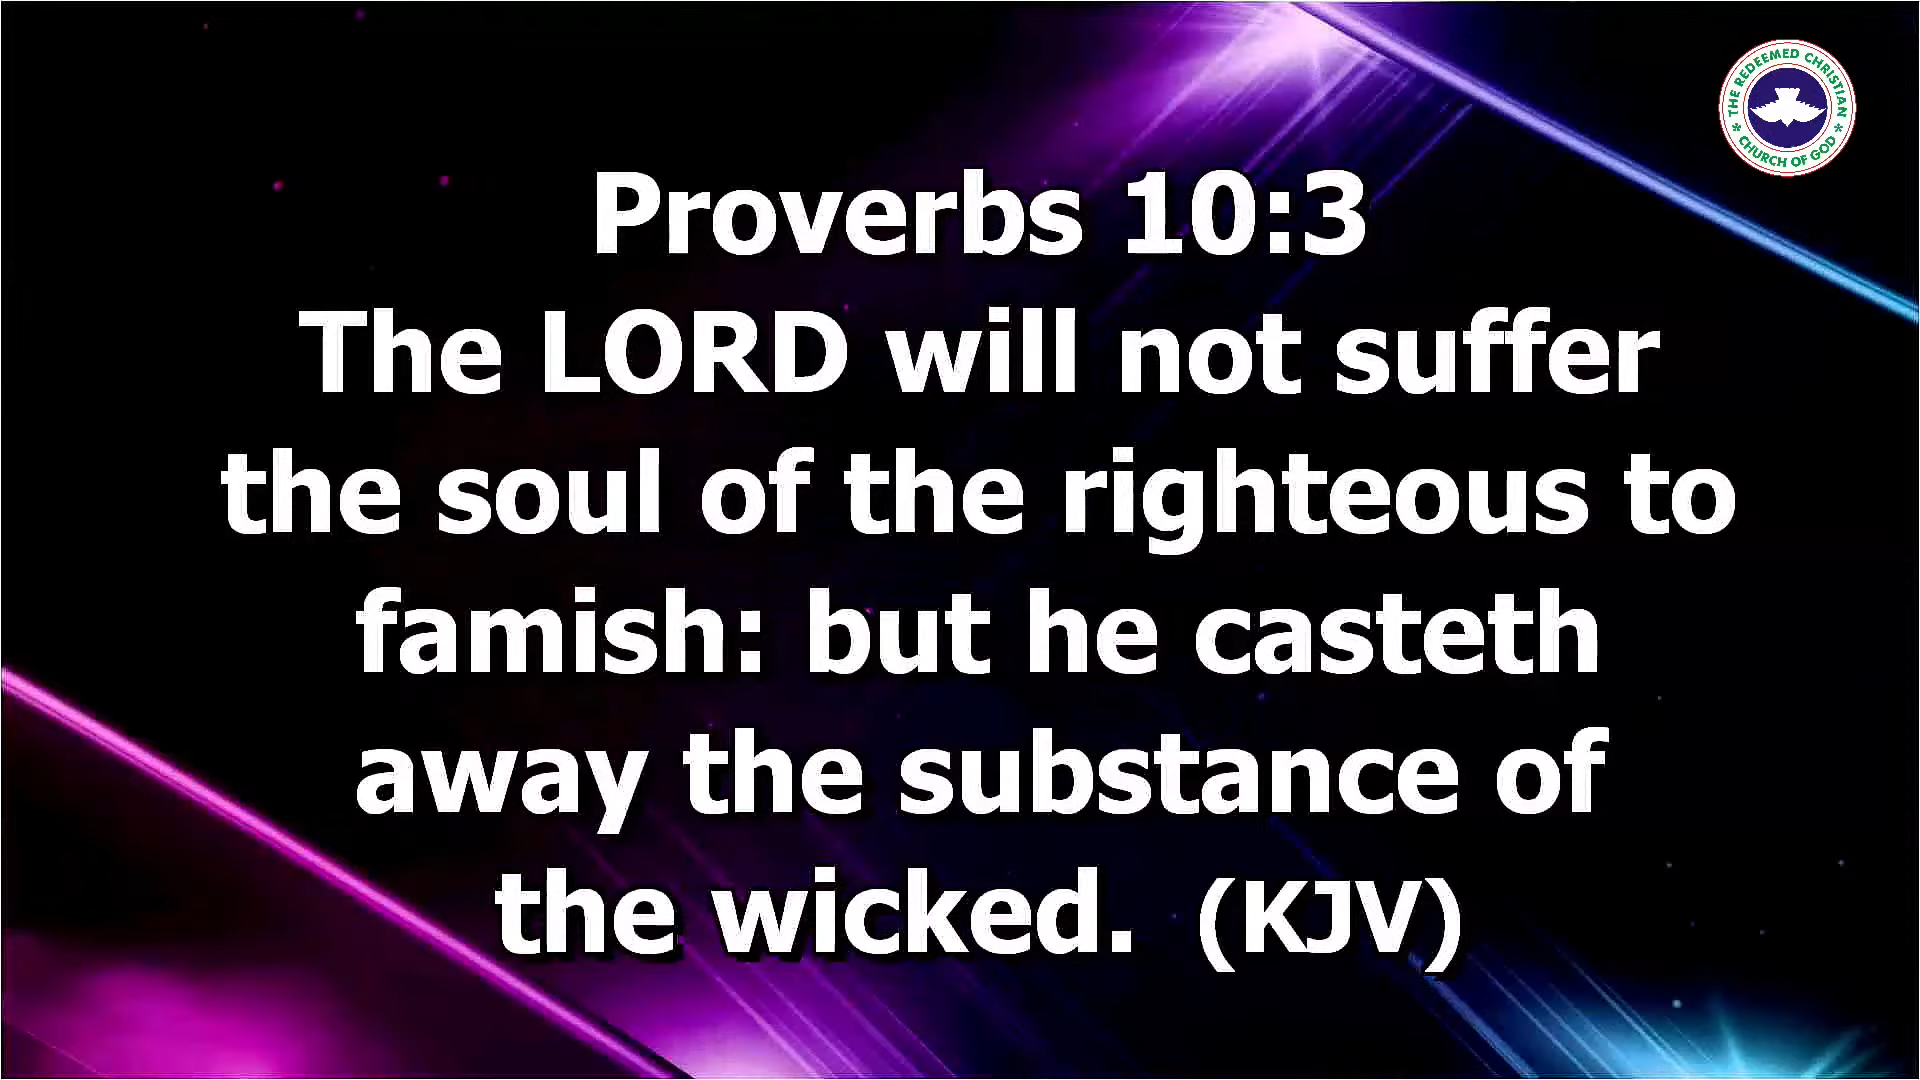 THE REDEEMED CHRISTIAN
* CHURCH OF GOD *
Proverbs 10:3
The LORD will not suffer
the soul of the righteous to
famish: but he casteth
away the substance of
the wicked. (KJV)